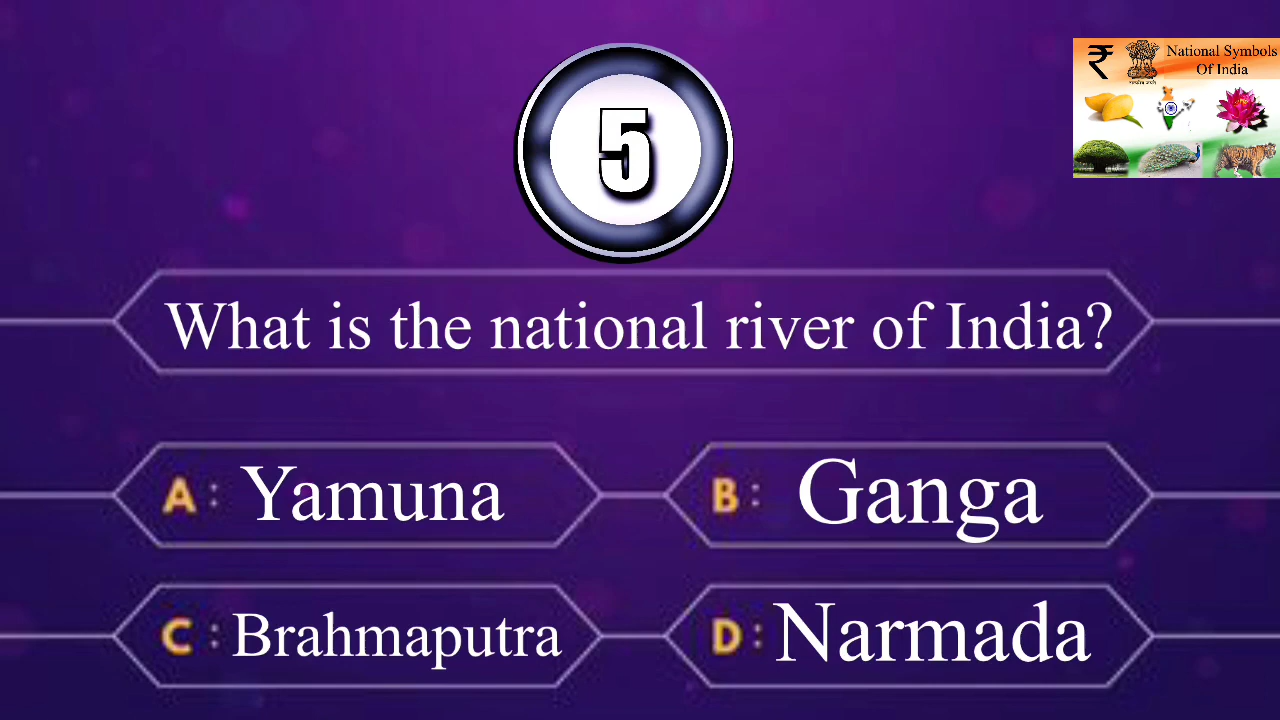 ₹
National Symbols
Of India
5
What is the national river of India?
A : Yamuna
B : Ganga
C : Brahmaputra
D : Narmada